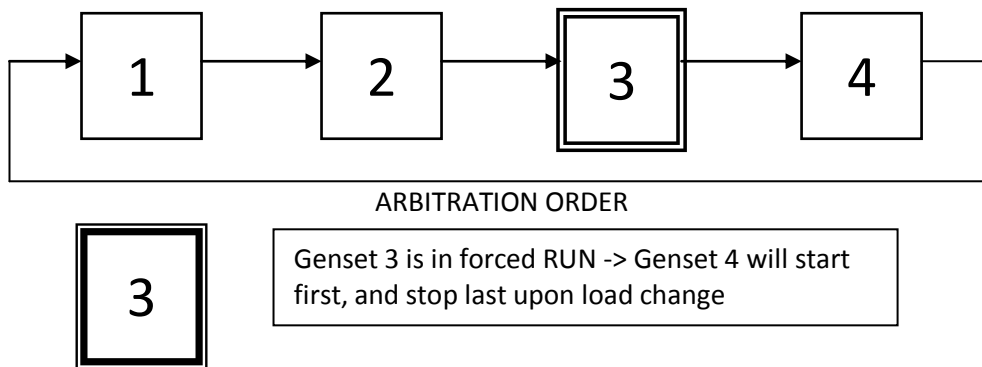 1 2 3 4
ARBITRATION ORDER
3
Genset 3 is in forced RUN -> Genset 4 will start
first, and stop last upon load change